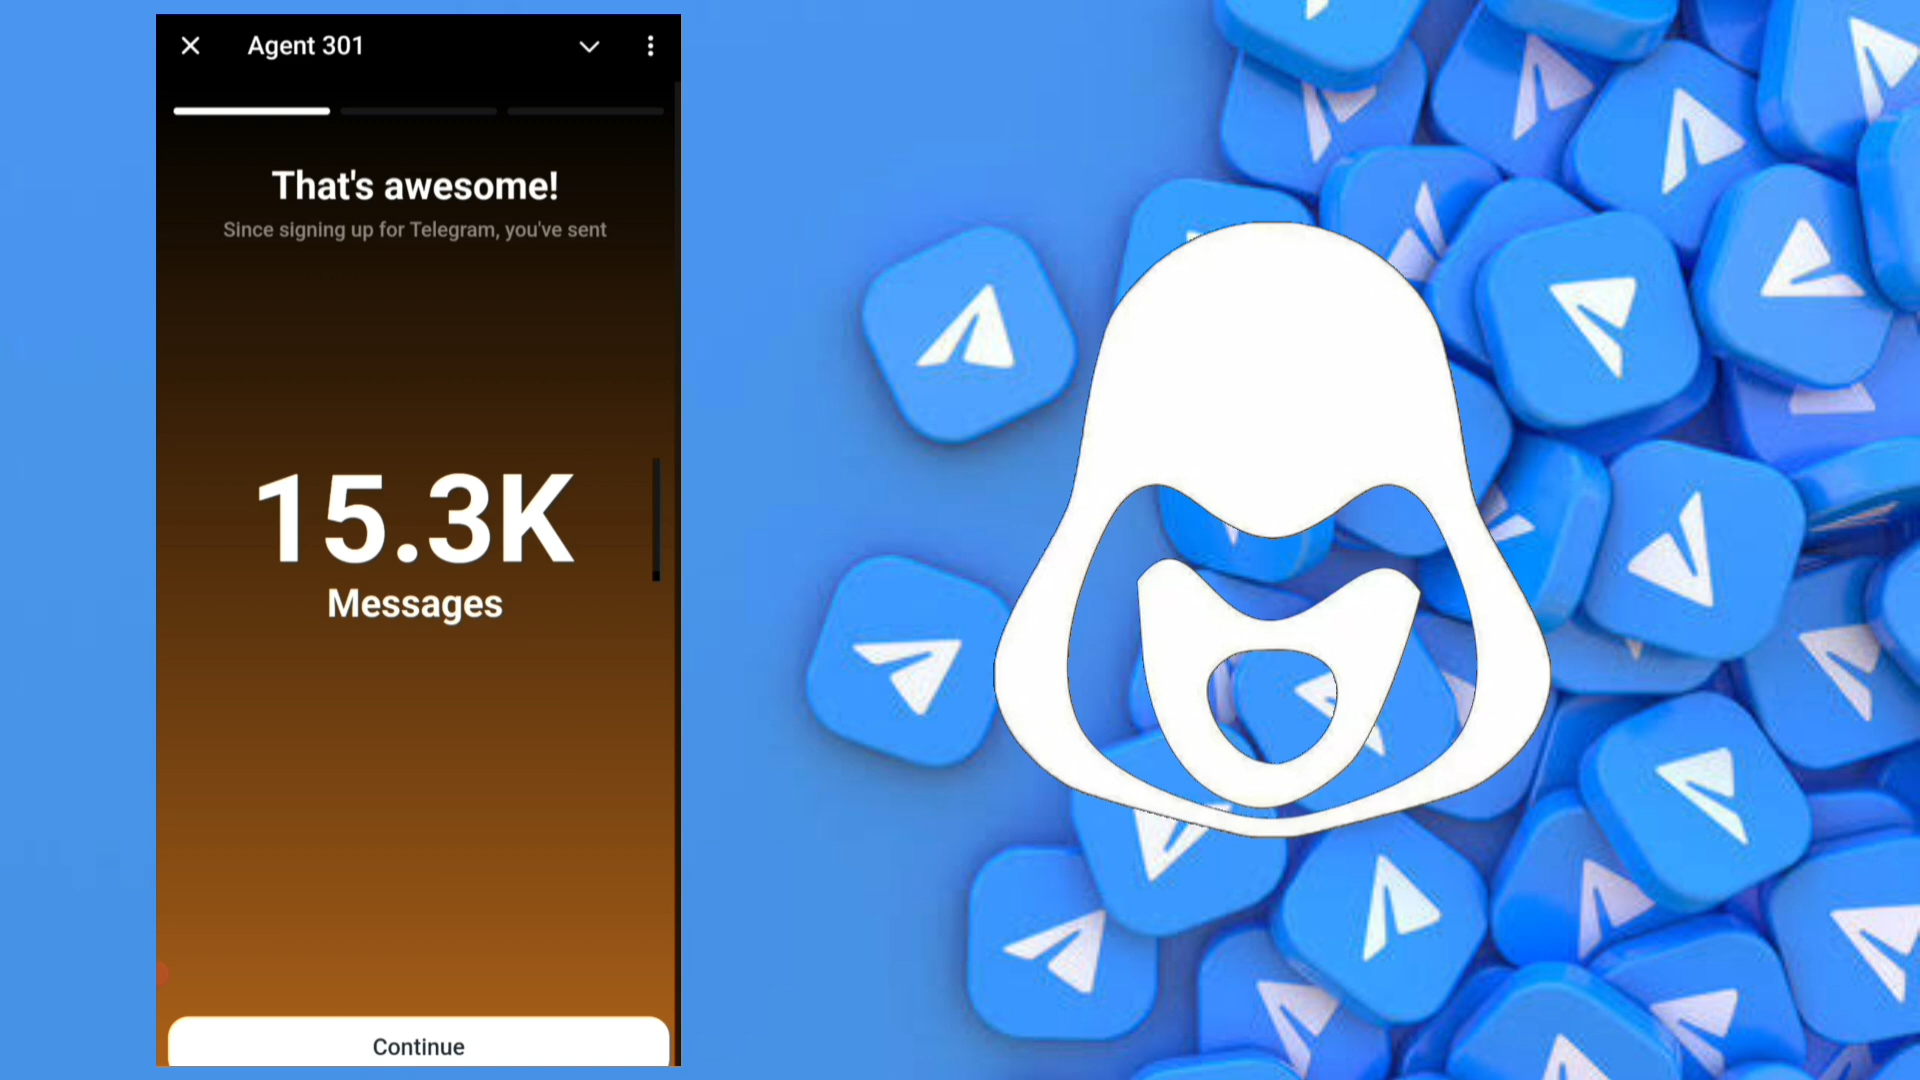 Agent 301
That's awesome!
Since signing up for Telegram, you've sent
15.3K
Messages
Continue